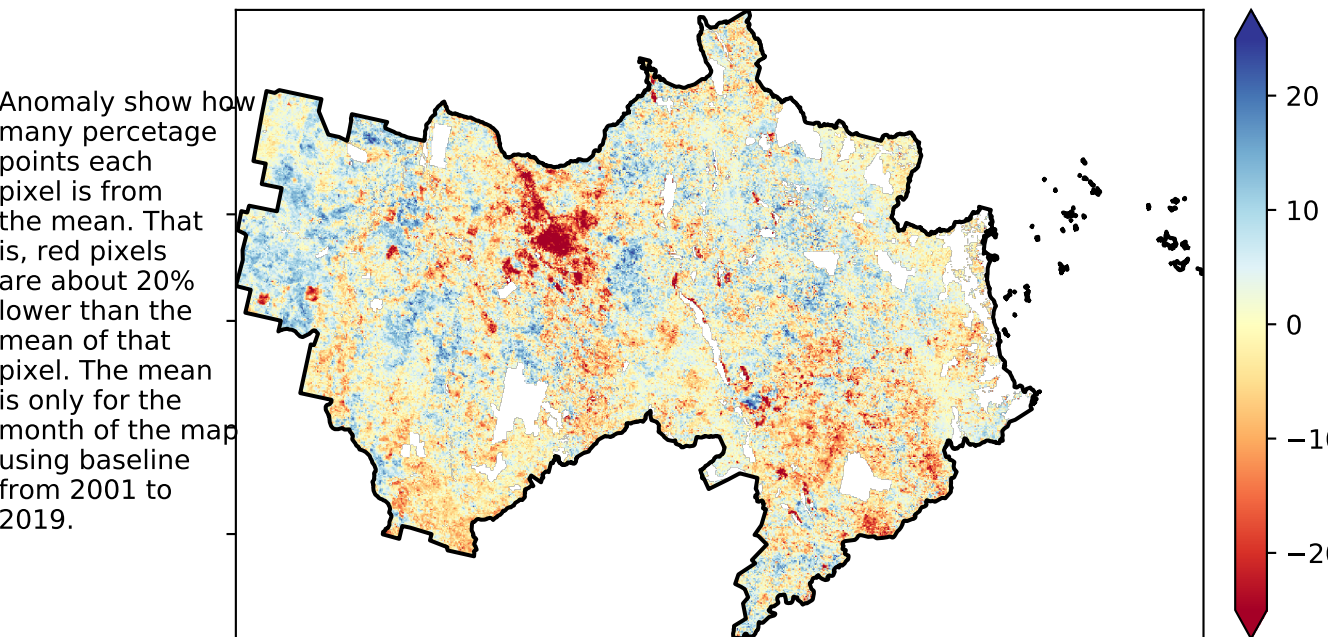 Anomaly show how
many percetage
points each
pixel is from
the mean. That
is, red pixels
are about 20%
lower than the
mean of that
pixel. The mean
is only for the
month of the map
using baseline
from 2001 to
2019.
20
10
0
−10
−20